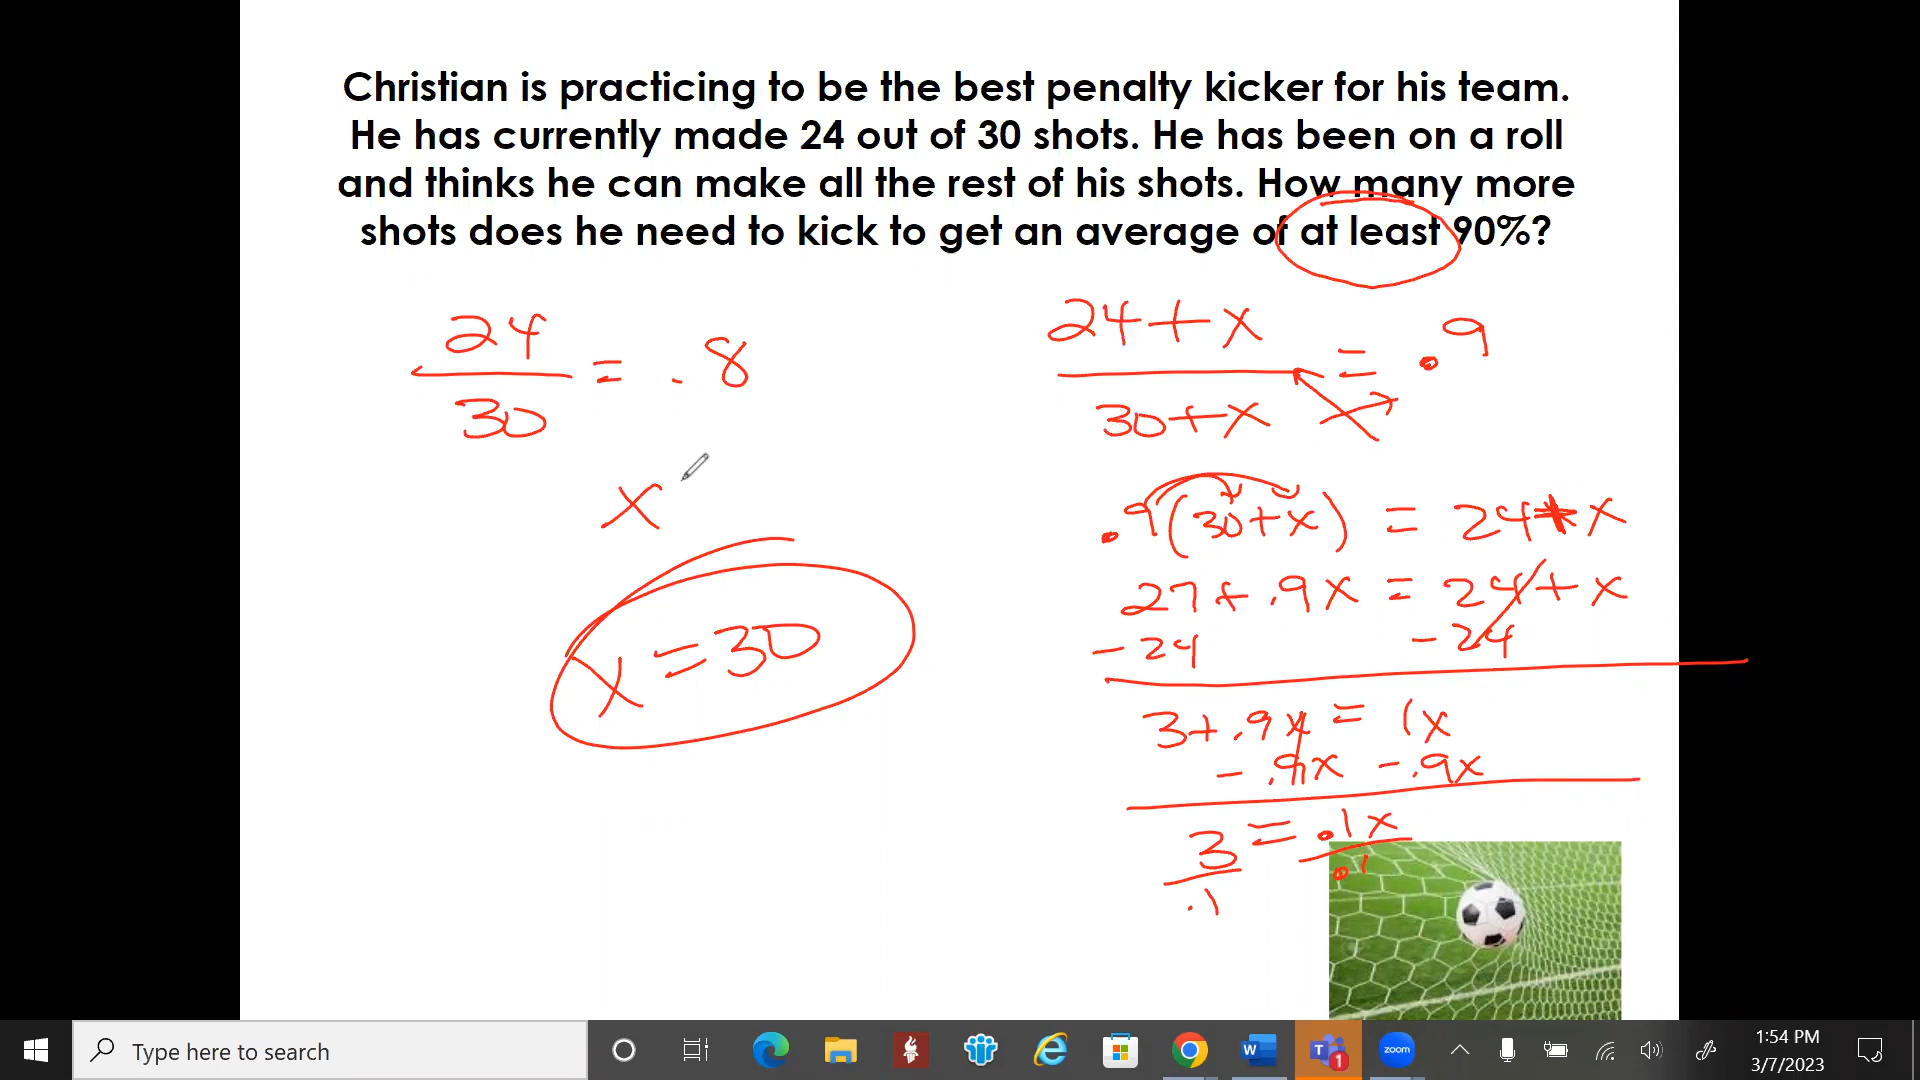 Christian is practicing to be the best penalty kicker for his team.
He has currently made 24 out of 30 shots. He has been on a roll
and thinks he can make all the rest of his shots. How many more
shots does he need to kick to get an average of at least 90%?
24
30
= .8
x
x = 30
24 + x
30 + x
= .9
.9(30 + x) = 24 + x
27 + .9x = 24 + x
- 24 - 24
3 + .9x = 1x
- .9x - .9x
3 = .1x
.1 .1
Type here to search
W
T
1
zoom
1:54 PM
3/7/2023